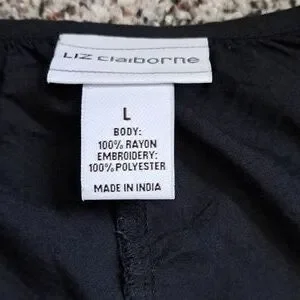 LIZ claiborne
L
BODY:
100% RAYON
EMBROIDERY:
100% POLYESTER
MADE IN INDIA